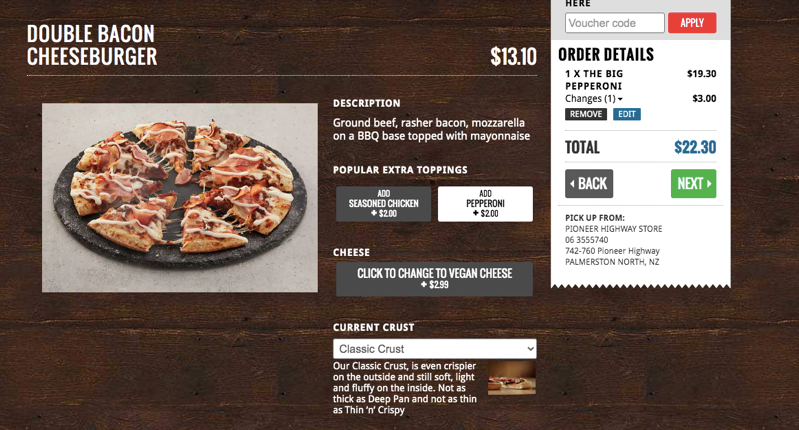 DOUBLE BACON
CHEESEBURGER
$13.10
DESCRIPTION
Ground beef, rasher bacon, mozzarella
on a BBQ base topped with mayonnaise
POPULAR EXTRA TOPPINGS
ADD
SEASONED CHICKEN
+ $2.00
ADD
PEPPERONI
+ $2.00
CHEESE
CLICK TO CHANGE TO VEGAN CHEESE
+ $2.99
CURRENT CRUST
Classic Crust
Our Classic Crust, is even crispier
on the outside and still soft, light
and fluffy on the inside. Not as
thick as Deep Pan and not as thin
as Thin 'n' Crispy
HERE
Voucher code
APPLY
ORDER DETAILS
1 X THE BIG
PEPPERONI
$19.30
Changes (1)
$3.00
REMOVE
EDIT
TOTAL
$22.30
BACK
NEXT
PICK UP FROM:
PIONEER HIGHWAY STORE
06 3555740
742-760 Pioneer Highway
PALMERSTON NORTH, NZ